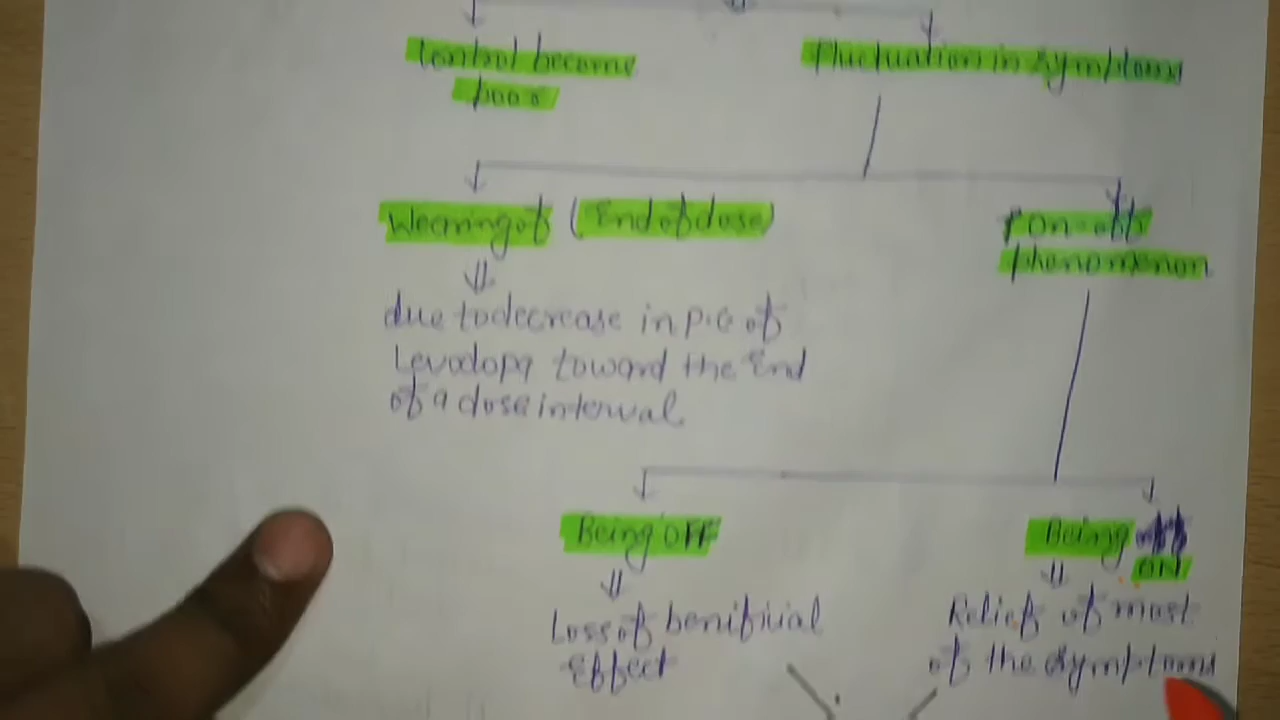 Control become
poor
Fluctuation in symptoms
Wearing of (End of dose)
on-off
phenomenon
due to decrease in p.c of
Levodopa toward the End
of a dose interval
Being OFF
Being off
ON
Loss of benificial
Effect
Relief of most
of the symptoms